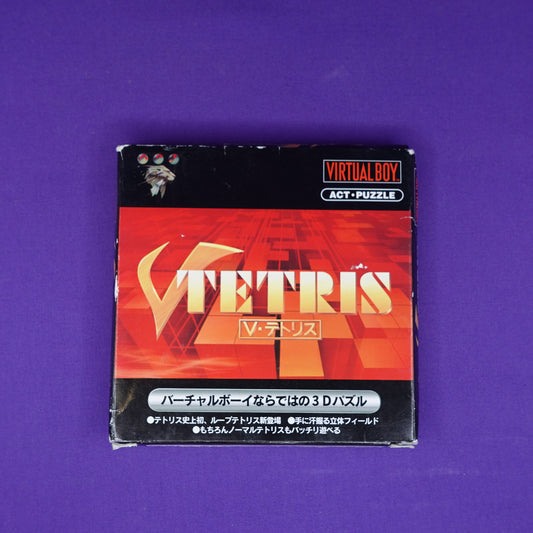 VIRTUAL BOY
ACT・PUZZLE
V TETRIS
V・テトリス
バーチャルボーイならではの3Dパズル
●テトリス史上初、ループテトリス新登場 ●手に汗握る立体フィールド
●もちろんノーマルテトリスもバッチリ遊べる